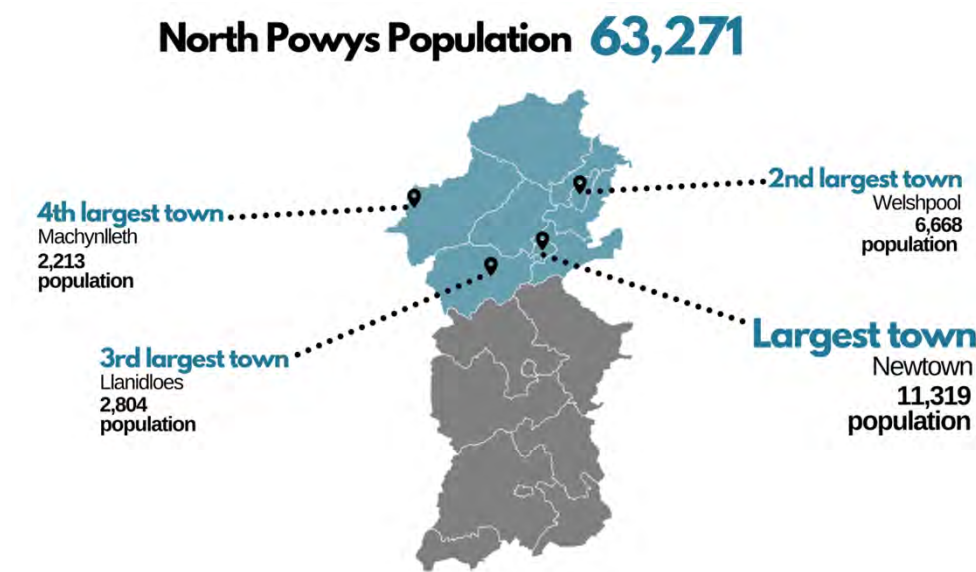 North Powys Population 63,271
2nd largest town
Welshpool
6,668
population
4th largest town
Machynlleth
2,213
population
Largest town
Newtown
11,319
population
3rd largest town
Llanidloes
2,804
population